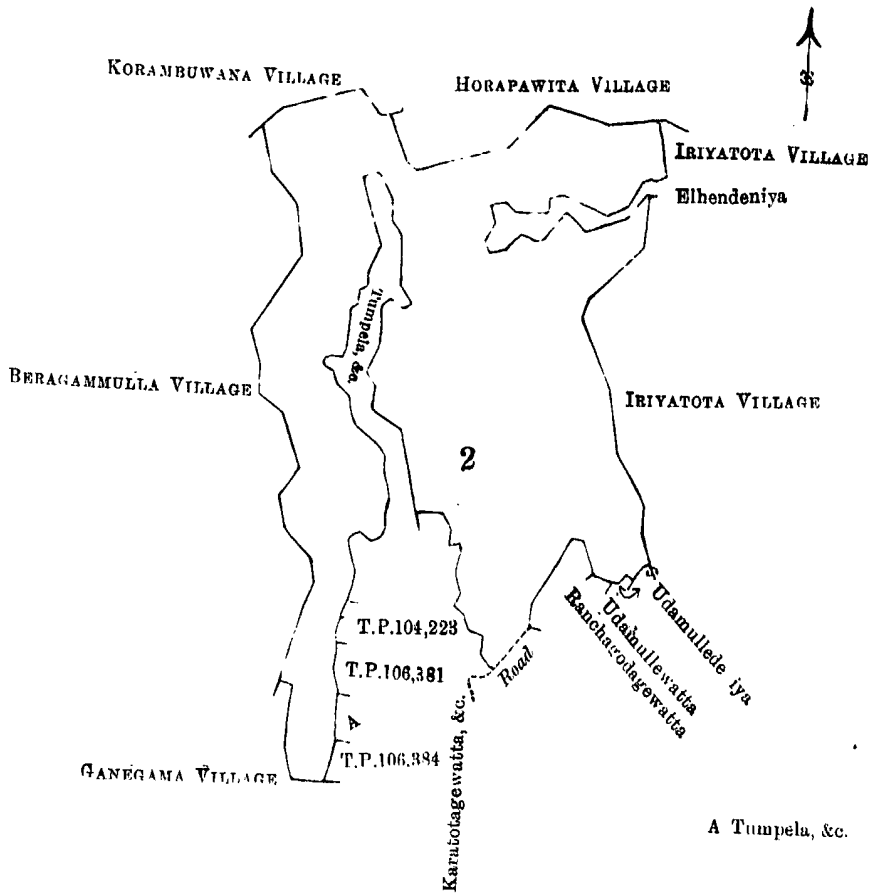 KORAMBUWANA VILLAGE
HORAPAWITA VILLAGE
IRIYATOTA VILLAGE
Elhendeniya
Tumpela, &c.
BERAGAMMULLA VILLAGE
IRIYATOTA VILLAGE
2
Udamullede iya
Udamullewatta
Ranchagodagewatta
T.P.104,223
Road
T.P.106,381
A
T.P.106,384
Karatotagewatta, &c.
GANEGAMA VILLAGE
A Tumpela, &c.